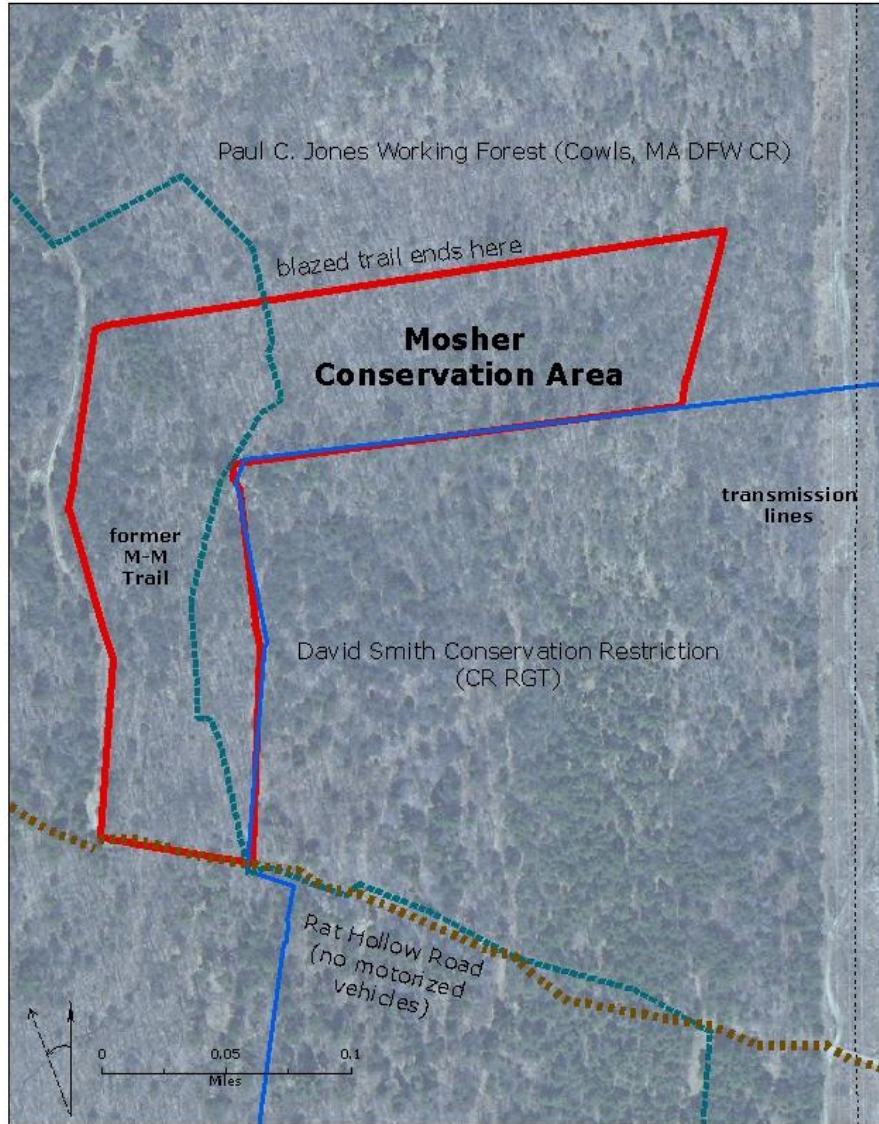 Paul C. Jones Working Forest (Cowls, MA DFW CR)
blazed trail ends here
Mosher
Conservation Area
transmission
lines
former
M-M
Trail
David Smith Conservation Restriction
(CR RGT)
Rat Hollow Road
(no motorized
vehicles)
0 0.05 0.1
Miles